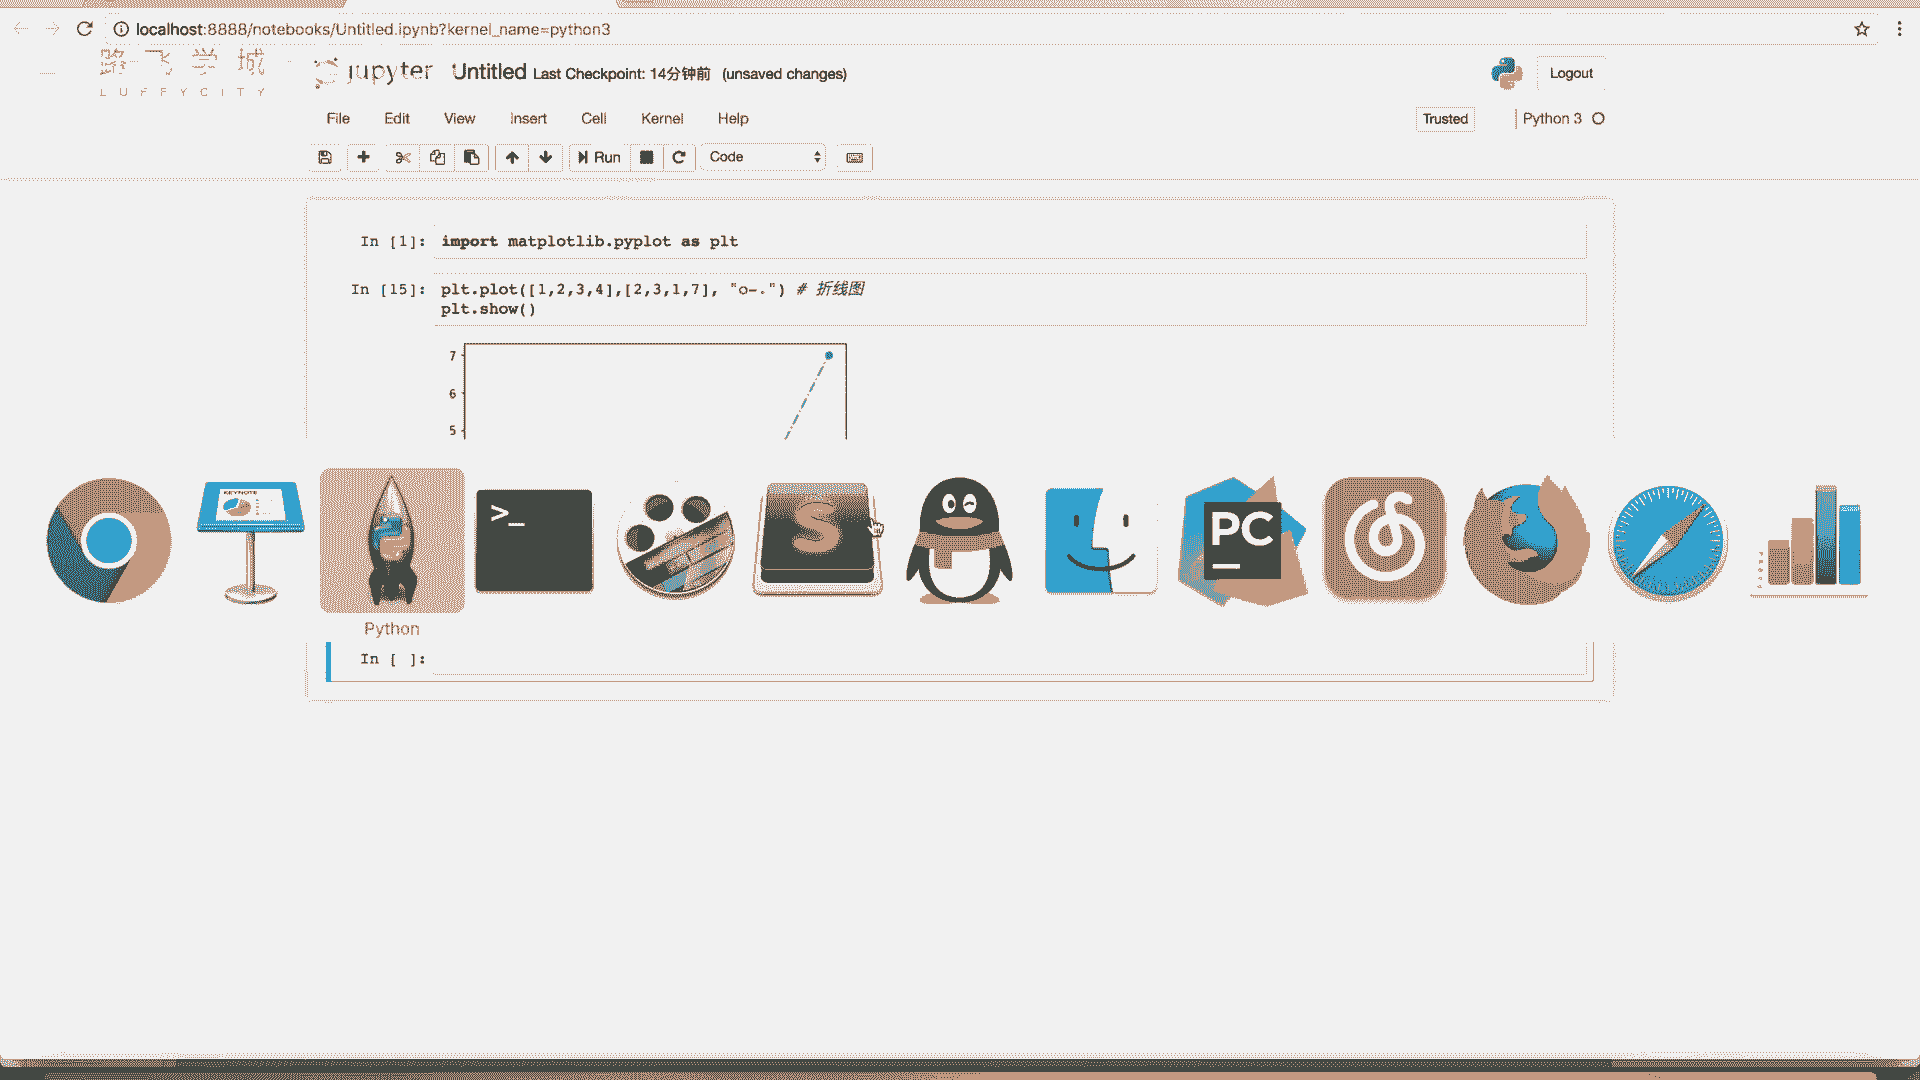 localhost:8888/notebooks/Untitled.ipynb?kernel_name=python3
路飞学城
LUFFYCITY
jupyter Untitled Last Checkpoint: 14分钟前 (unsaved changes)
Logout
File Edit View Insert Cell Kernel Help
Trusted
Python 3
Run
Code
In [1]: import matplotlib.pyplot as plt
In [15]: plt.plot([1,2,3,4],[2,3,1,7], "o-.") # 折线图
plt.show()
7
6
5
KEYNOTE
>_
S
PC
Python
In [ ]: